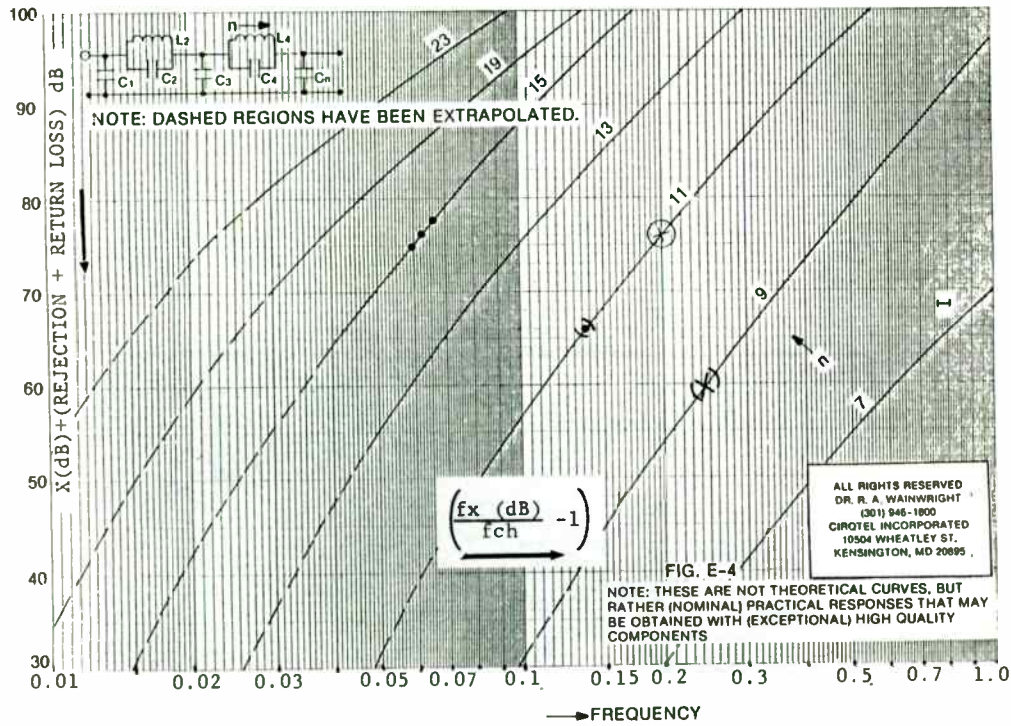 100
90
80
70
60
50
40
30
X(dB)+(REJECTION + RETURN LOSS) dB
n
L2
L4
C1
C2
C3
C4
Cn
NOTE: DASHED REGIONS HAVE BEEN EXTRAPOLATED.
23
19
15
13
11
9
7
I
n
(fx (dB)
fch
-1)
ALL RIGHTS RESERVED
DR. R. A. WAINWRIGHT
(301) 946-1800
CIRQTEL INCORPORATED
10504 WHEATLEY ST.
KENSINGTON, MD 20895
FIG. E-4
NOTE: THESE ARE NOT THEORETICAL CURVES, BUT
RATHER (NOMINAL) PRACTICAL RESPONSES THAT MAY
BE OBTAINED WITH (EXCEPTIONAL) HIGH QUALITY
COMPONENTS
0.01 0.02 0.03 0.05 0.07 0.1 0.15 0.2 0.3 0.5 0.7 1.0
FREQUENCY